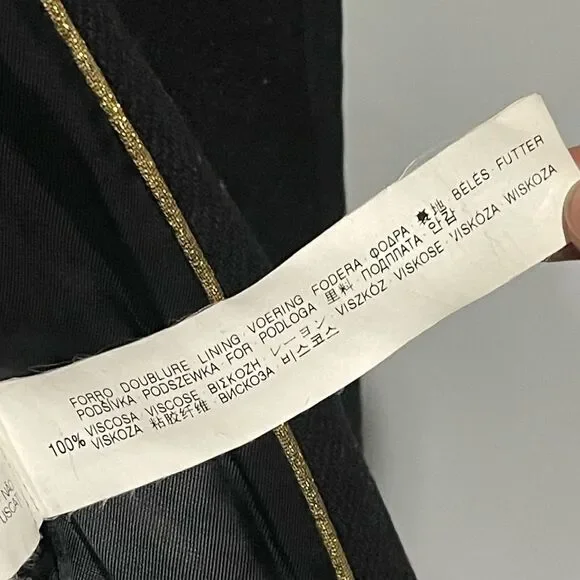 FORRO DOUBLURE LINING VOERING FODERA ΦΟΔΡΑ 裏地 BÉLÉS FUTTER
PODŠÍVKA PODSZEWKA FOR PODLOGA 里料 ПОДПЛАТА 안감
100% VISCOSA VISCOSE ΒΙΣΚΟΖΗ レーヨン VISZKÓZ VISKOSE VISKÓZA WISKOZA
VISKOZA 粘胶纤维 ВИСКОЗА 비스코스
NÃO